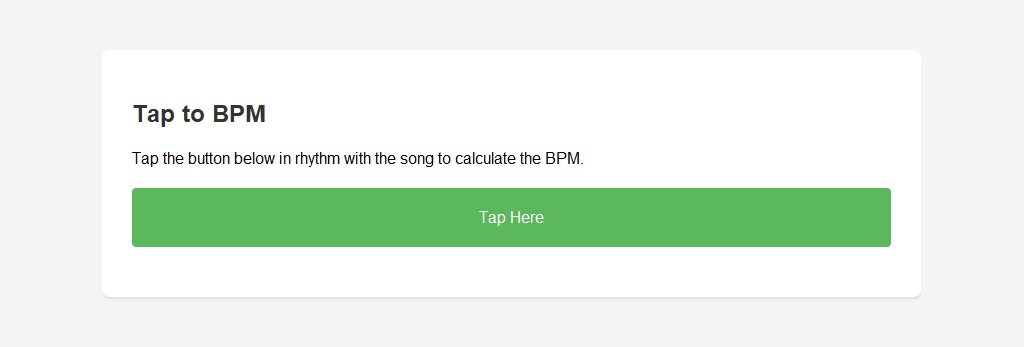 Tap to BPM
Tap the button below in rhythm with the song to calculate the BPM.
Tap Here